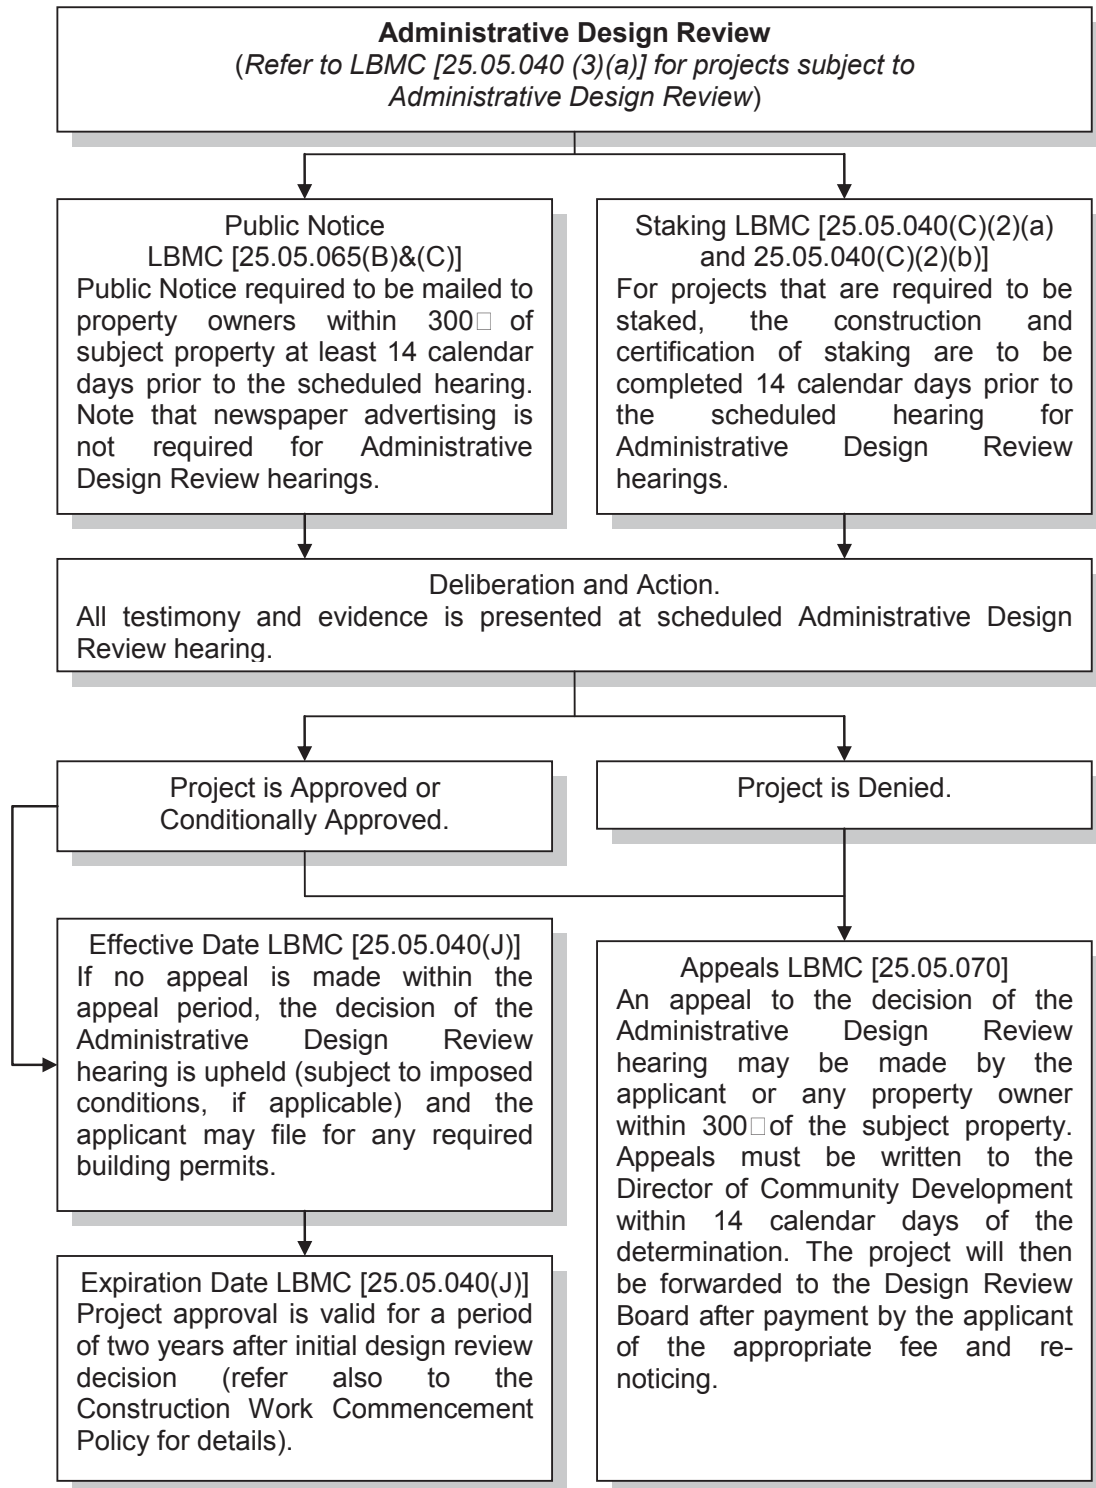 Administrative Design Review
(Refer to LBMC [25.05.040 (3)(a)] for projects subject to
Administrative Design Review)
Public Notice
LBMC [25.05.065(B)&(C)]
Public Notice required to be mailed to
property owners within 300□ of
subject property at least 14 calendar
days prior to the scheduled hearing.
Note that newspaper advertising is
not required for Administrative
Design Review hearings.
Staking LBMC [25.05.040(C)(2)(a)
and 25.05.040(C)(2)(b)]
For projects that are required to be
staked, the construction and
certification of staking are to be
completed 14 calendar days prior to
the scheduled hearing for
Administrative Design Review
hearings.
Deliberation and Action.
All testimony and evidence is presented at scheduled Administrative Design
Review hearing.
Project is Approved or
Conditionally Approved.
Project is Denied.
Effective Date LBMC [25.05.040(J)]
If no appeal is made within the
appeal period, the decision of the
Administrative Design Review
hearing is upheld (subject to imposed
conditions, if applicable) and the
applicant may file for any required
building permits.
Expiration Date LBMC [25.05.040(J)]
Project approval is valid for a period
of two years after initial design review
decision (refer also to the
Construction Work Commencement
Policy for details).
Appeals LBMC [25.05.070]
An appeal to the decision of the
Administrative Design Review
hearing may be made by the
applicant or any property owner
within 300□ of the subject property.
Appeals must be written to the
Director of Community Development
within 14 calendar days of the
determination. The project will then
be forwarded to the Design Review
Board after payment by the applicant
of the appropriate fee and re-
noticing.